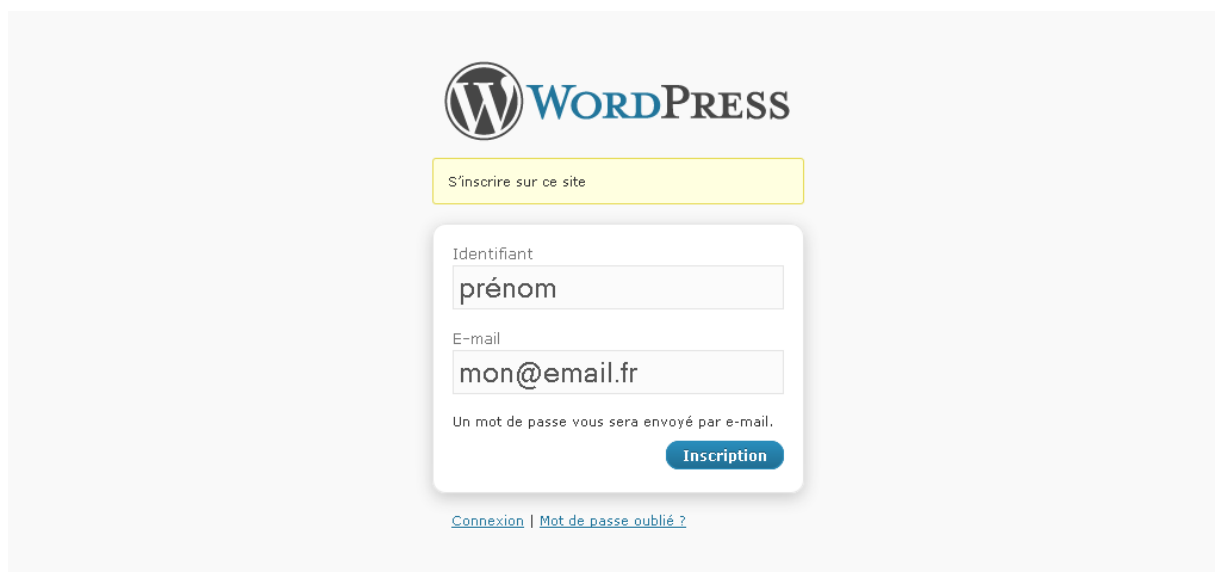 WORDPRESS
S'inscrire sur ce site
Identifiant
prénom
E-mail
mon@email.fr
Un mot de passe vous sera envoyé par e-mail.
Inscription
Connexion | Mot de passe oublié ?